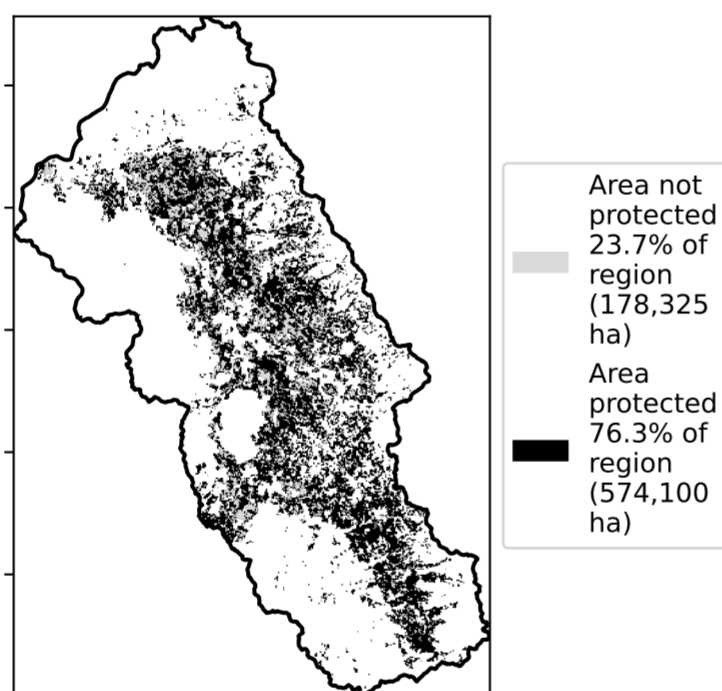 Area not
protected
23.7% of
region
(178,325
ha)
Area
protected
76.3% of
region
(574,100
ha)